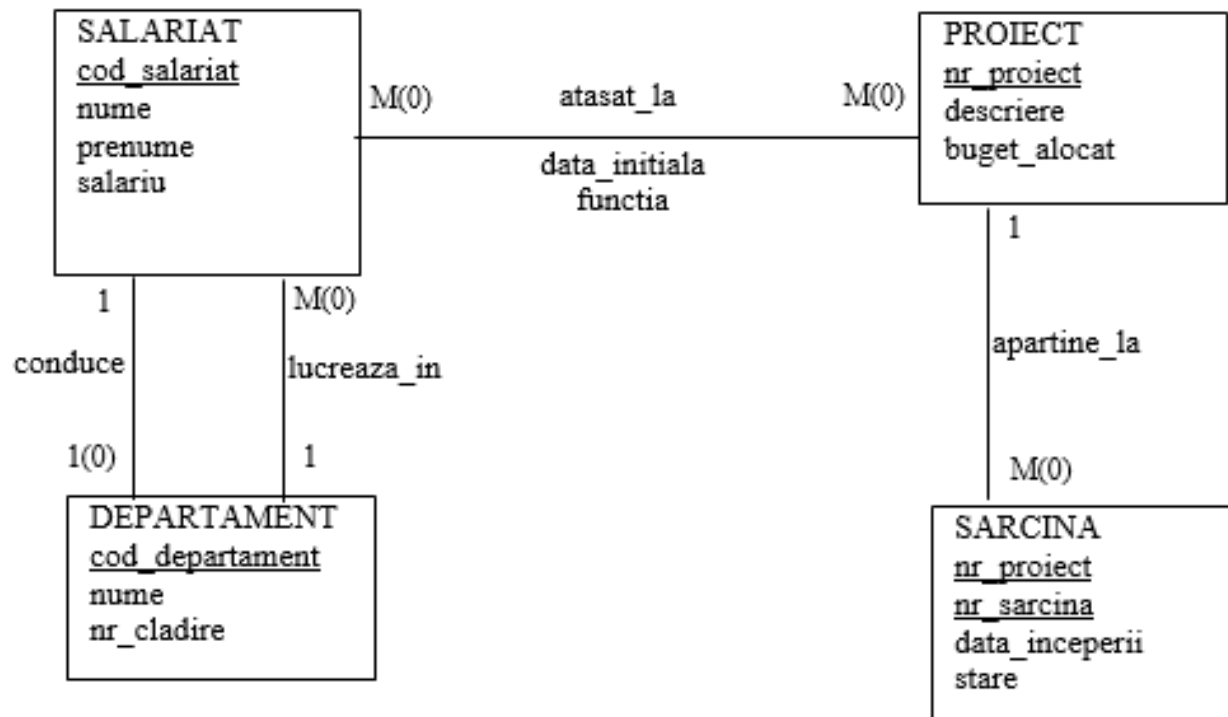 SALARIAT
cod_salariat
nume
prenume
salariu
M(0)
atasat_la
M(0)
data_initiala
functia
PROIECT
nr_proiect
descriere
buget_alocat
1
conduce
1(0)
M(0)
lucreaza_in
1
1
apartine_la
M(0)
DEPARTAMENT
cod_departament
nume
nr_cladire
SARCINA
nr_proiect
nr_sarcina
data_inceperii
stare